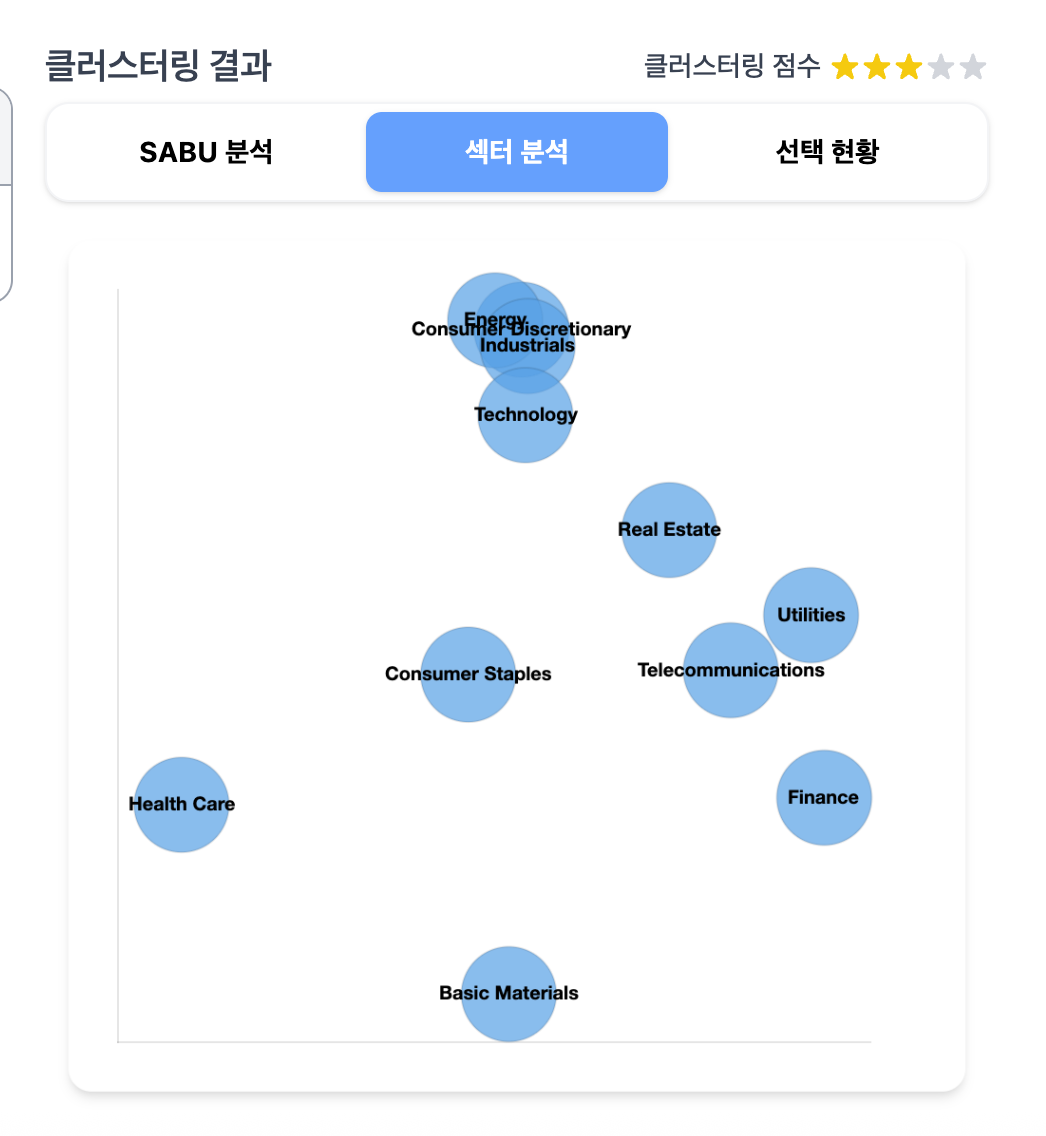 클러스터링 결과
클러스터링 점수
SABU 분석
섹터 분석
선택 현황
Energy
Consumer Discretionary
Industrials
Technology
Real Estate
Utilities
Telecommunications
Consumer Staples
Finance
Health Care
Basic Materials